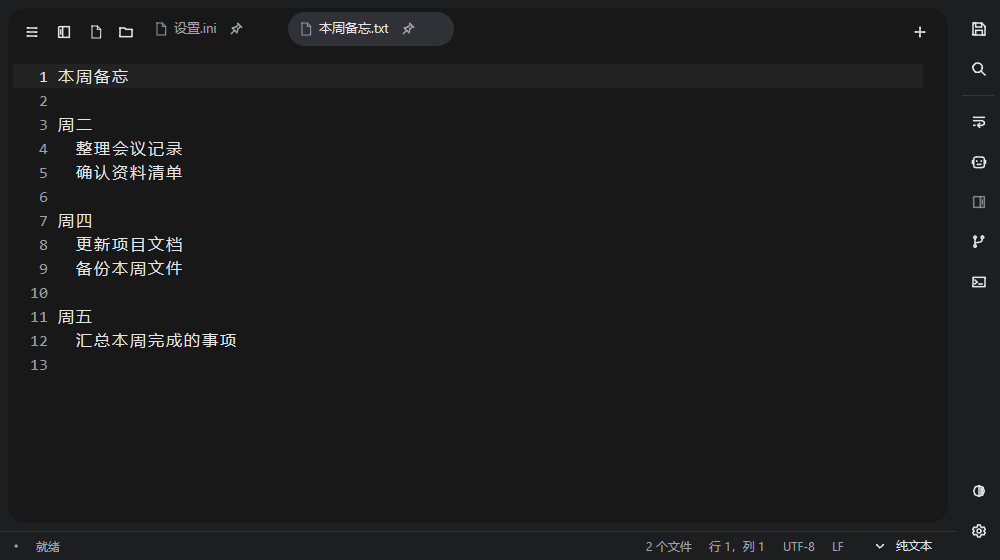 设置.ini
本周备忘.txt
1 本周备忘
2
3 周二
4 整理会议记录
5 确认资料清单
6
7 周四
8 更新项目文档
9 备份本周文件
10
11 周五
12 汇总本周完成的事项
13
就绪
2 个文件
行 1，列 1
UTF-8
LF
纯文本